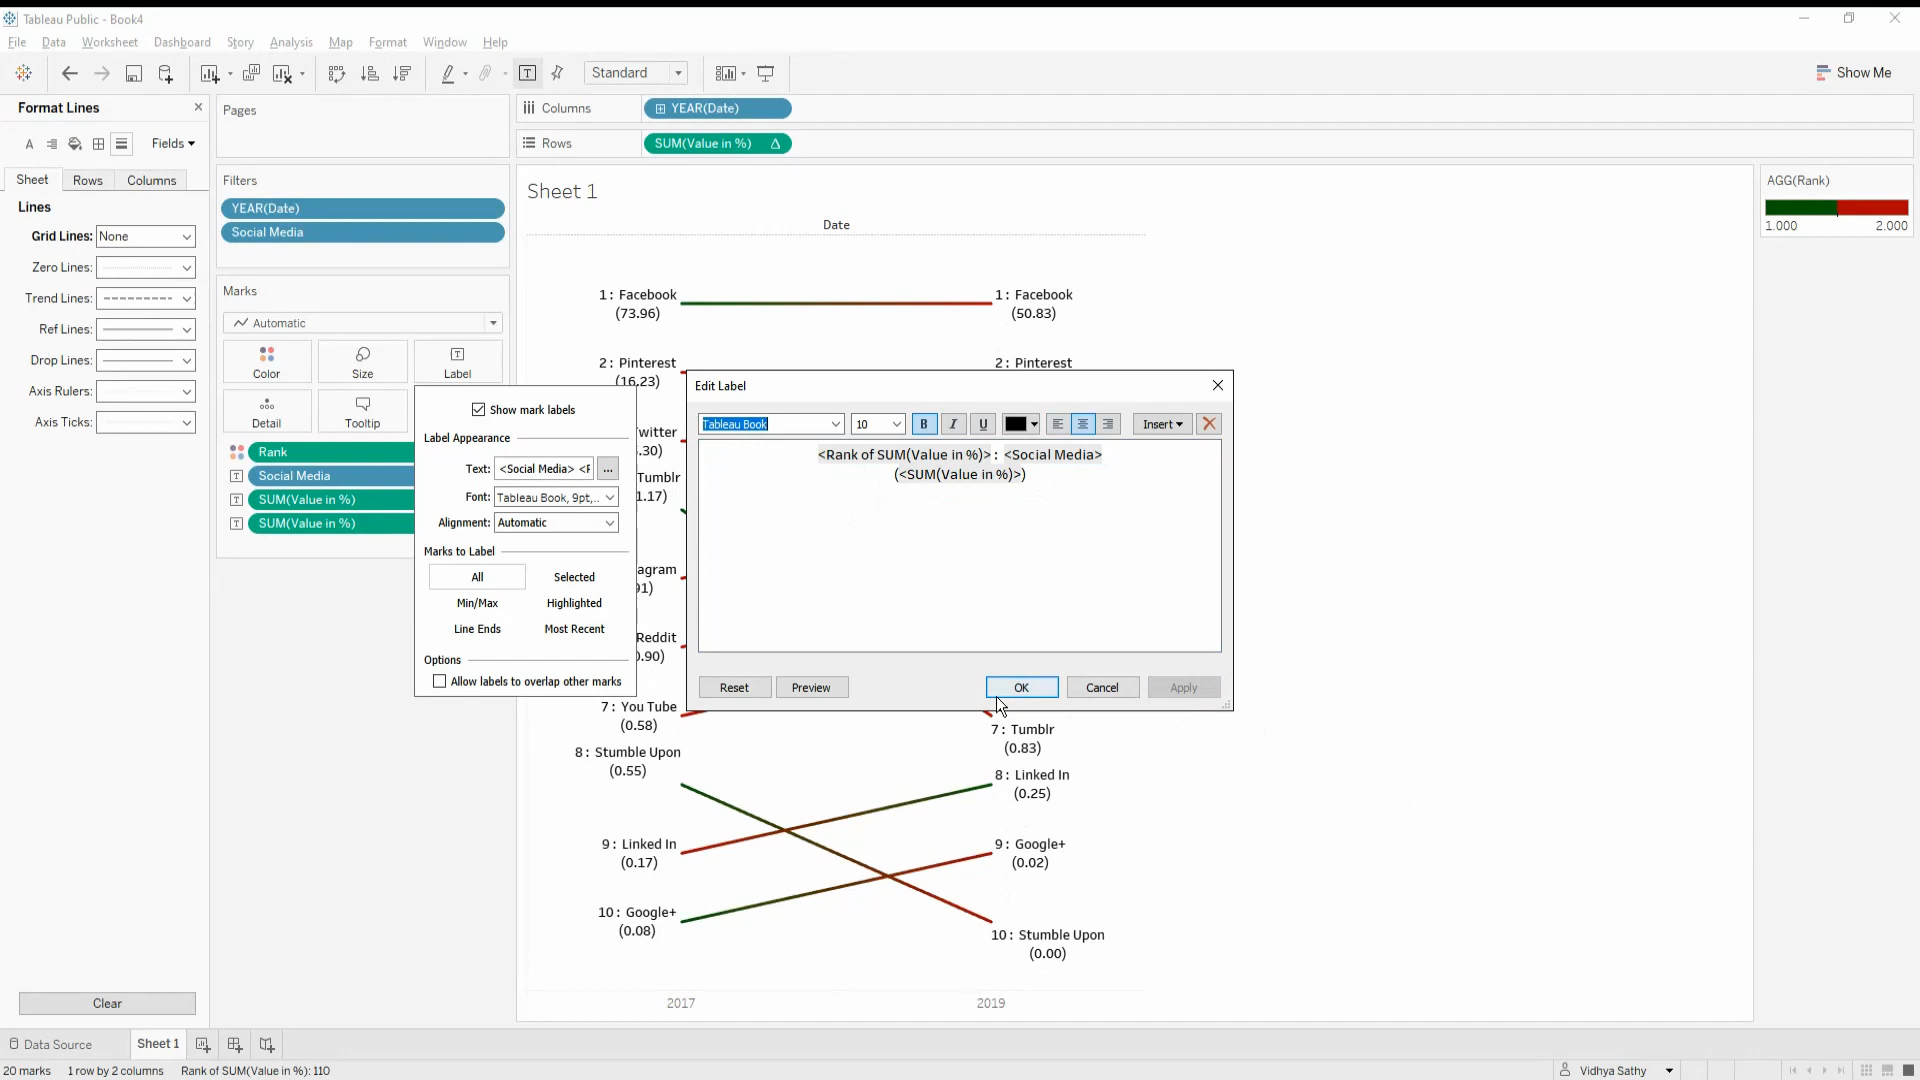 Tableau Public - Book4
File Data Worksheet Dashboard Story Analysis Map Format Window Help
Standard
Show Me
Format Lines
Fields
Sheet Rows Columns
Lines
Grid Lines: None
Zero Lines:
Trend Lines:
Ref Lines:
Drop Lines:
Axis Rulers:
Axis Ticks:
Clear
Pages
Filters
YEAR(Date)
Social Media
Marks
Automatic
Color Size Label
Detail Tooltip
Rank
Social Media
SUM(Value in %)
SUM(Value in %)
Show mark labels
Label Appearance
Text: <Social Media> <F ...
Font: Tableau Book, 9pt,...
Alignment: Automatic
Marks to Label
All Selected
Min/Max Highlighted
Line Ends Most Recent
Options
Allow labels to overlap other marks
Columns YEAR(Date)
Rows SUM(Value in %) Δ
Sheet 1
Date
1: Facebook
(73.96)
1: Facebook
(50.83)
2: Pinterest
(16.23)
2: Pinterest
witter
.30)
Tumblr
1.17)
agram
Reddit
0.90)
7: You Tube
(0.58)
7: Tumblr
(0.83)
8: Stumble Upon
(0.55)
8: Linked In
(0.25)
9: Linked In
(0.17)
9: Google+
(0.02)
10: Google+
(0.08)
10: Stumble Upon
(0.00)
2017 2019
Edit Label
Tableau Book 10 B I U Insert
<Rank of SUM(Value in %)>: <Social Media>
(<SUM(Value in %)>)
Reset Preview OK Cancel Apply
AGG(Rank)
1.000 2.000
Data Source Sheet 1
20 marks 1 row by 2 columns Rank of SUM(Value in %): 110
Vidhya Sathy